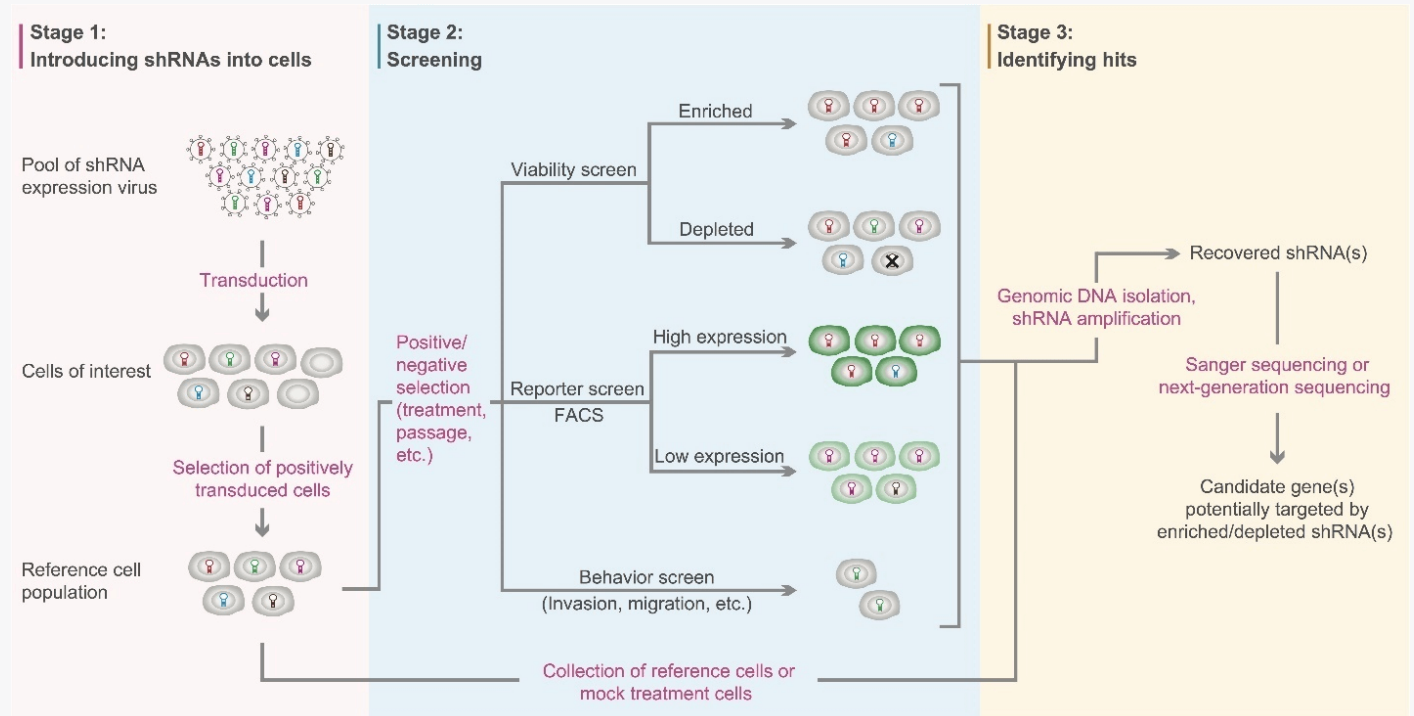 Stage 1:
Introducing shRNAs into cells
Pool of shRNA
expression virus
Transduction
Cells of interest
Selection of positively
transduced cells
Reference cell
population
Stage 2:
Screening
Positive/
negative
selection
(treatment,
passage,
etc.)
Viability screen
Enriched
Depleted
Reporter screen
FACS
High expression
Low expression
Behavior screen
(Invasion, migration, etc.)
Collection of reference cells or
mock treatment cells
Stage 3:
Identifying hits
Genomic DNA isolation,
shRNA amplification
Recovered shRNA(s)
Sanger sequencing or
next-generation sequencing
Candidate gene(s)
potentially targeted by
enriched/depleted shRNA(s)